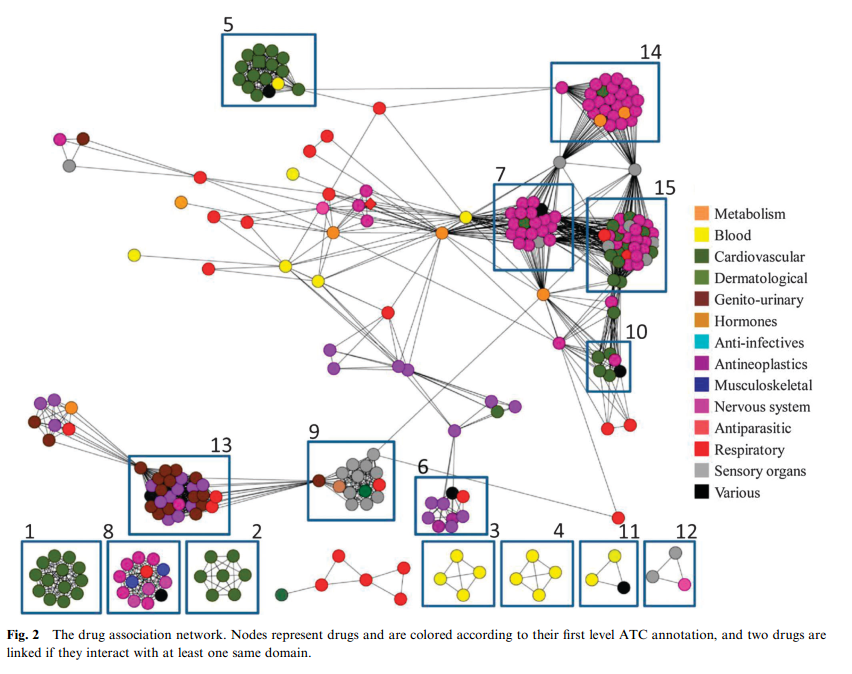 5
14
7
15
10
13
9
6
1
8
2
3
4
11
12
Metabolism
Blood
Cardiovascular
Dermatological
Genito-urinary
Hormones
Anti-infectives
Antineoplastics
Musculoskeletal
Nervous system
Antiparasitic
Respiratory
Sensory organs
Various
Fig. 2 The drug association network. Nodes represent drugs and are colored according to their first level ATC annotation, and two drugs are
linked if they interact with at least one same domain.